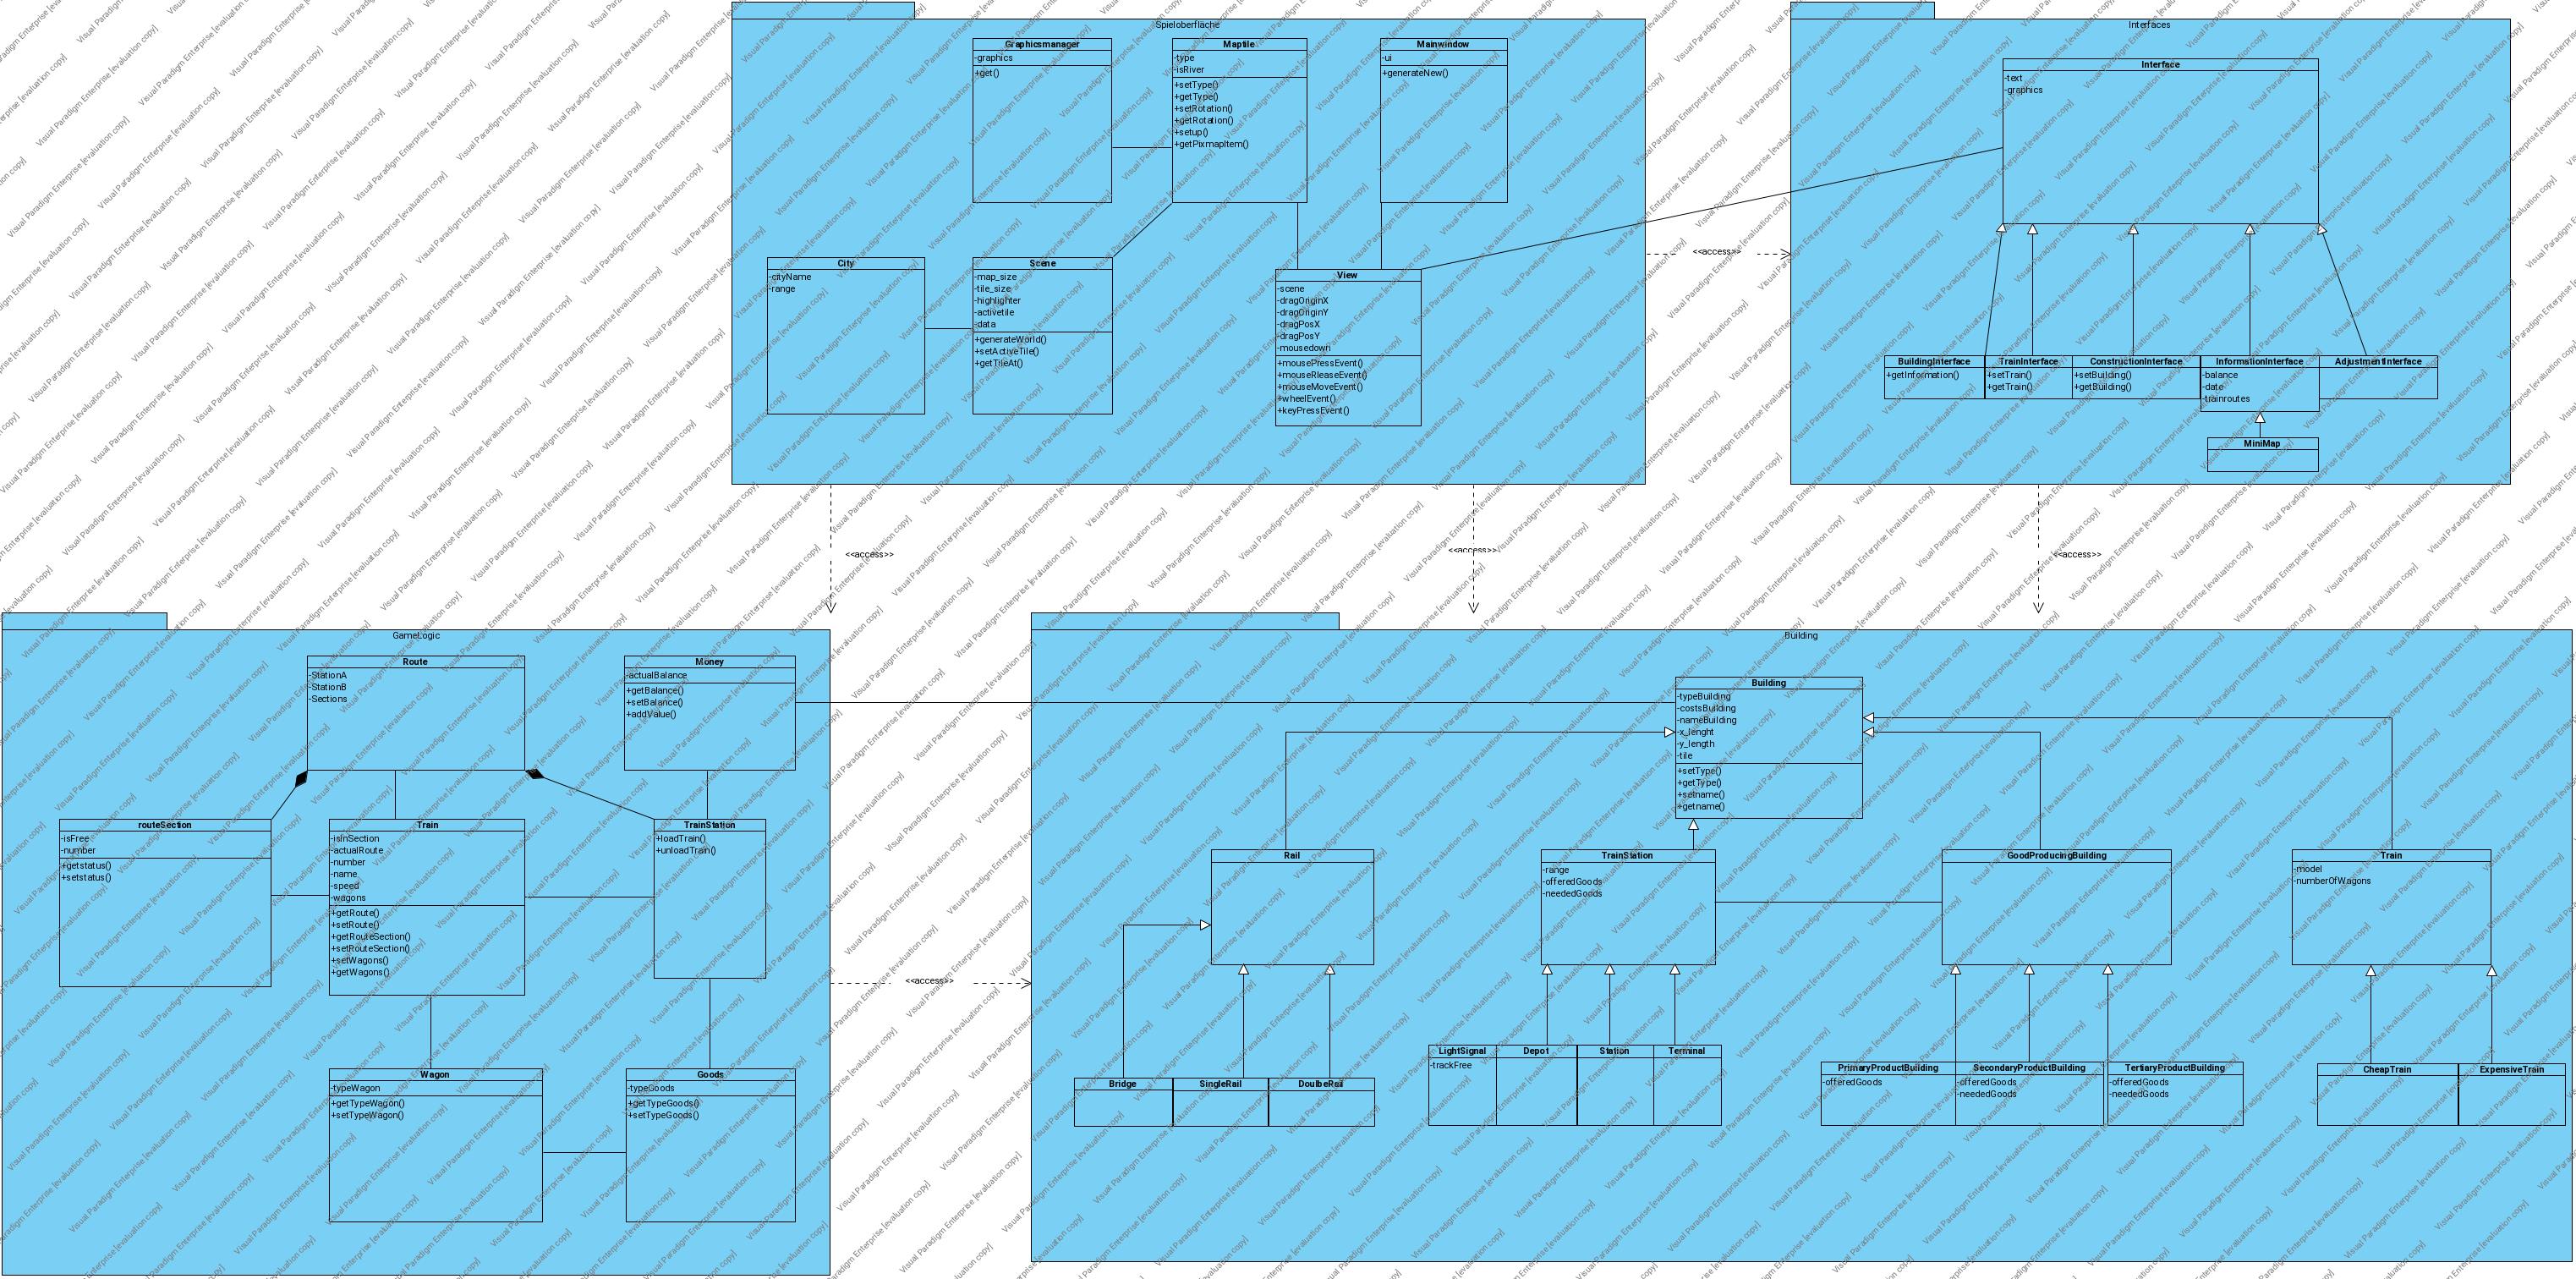 Spieloberfläche
Graphicsmanager
-graphics
+get()
Maptile
-type
-isRiver
+setType()
+getType()
+setRotation()
+getRotation()
+setup()
+getPixmapItem()
Mainwindow
-ui
+generateNew()
City
-cityName
-range
Scene
-map_size
-tile_size
-highlighter
-activetile
-data
+generateWorld()
+setActiveTile()
+getTileAt()
View
-scene
-dragOriginX
-dragOriginY
-dragPosX
-dragPosY
-mousedown
+mousePressEvent()
+mouseRleaseEvent()
+mouseMoveEvent()
+wheelEvent()
+keyPressEvent()
<<access>>
Interfaces
Interface
-text
-graphics
BuildingInterface
+getInformation()
TrainInterface
+setTrain()
+getTrain()
ConstructionInterface
+setBuilding()
+getBuilding()
InformationInterface
-balance
-date
-trainroutes
AdjustmentInterface
MiniMap
<<access>>
<<access>>
<<access>>
GameLogic
Route
-StationA
-StationB
-Sections
Money
-actualBalance
+getBalance()
+setBalance()
+addValue()
routeSection
-isFree
-number
+getstatus()
+setstatus()
Train
-isInSection
-actualRoute
-number
-name
-speed
-wagons
+getRoute()
+setRoute()
+getRouteSection()
+setRouteSection()
+setWagons()
+getWagons()
TrainStation
+loadTrain()
+unloadTrain()
Wagon
-typeWagon
+getTypeWagon()
+setTypeWagon()
Goods
-typeGoods
+getTypeGoods()
+setTypeGoods()
<<access>>
Building
Building
-typeBuilding
-costsBuilding
-nameBuilding
-x_lenght
-y_length
-tile
+setType()
+getType()
+setname()
+getname()
Rail
TrainStation
-range
-offeredGoods
-neededGoods
GoodProducingBuilding
Train
-model
-numberOfWagons
Bridge
SingleRail
DoulbeRail
LightSignal
-trackFree
Depot
Station
Terminal
PrimaryProductBuilding
-offeredGoods
SecondaryProductBuilding
-offeredGoods
-neededGoods
TertiaryProductBuilding
-offeredGoods
-neededGoods
CheapTrain
ExpensiveTrain
Visual Paradigm Enterprise [evaluation copy]